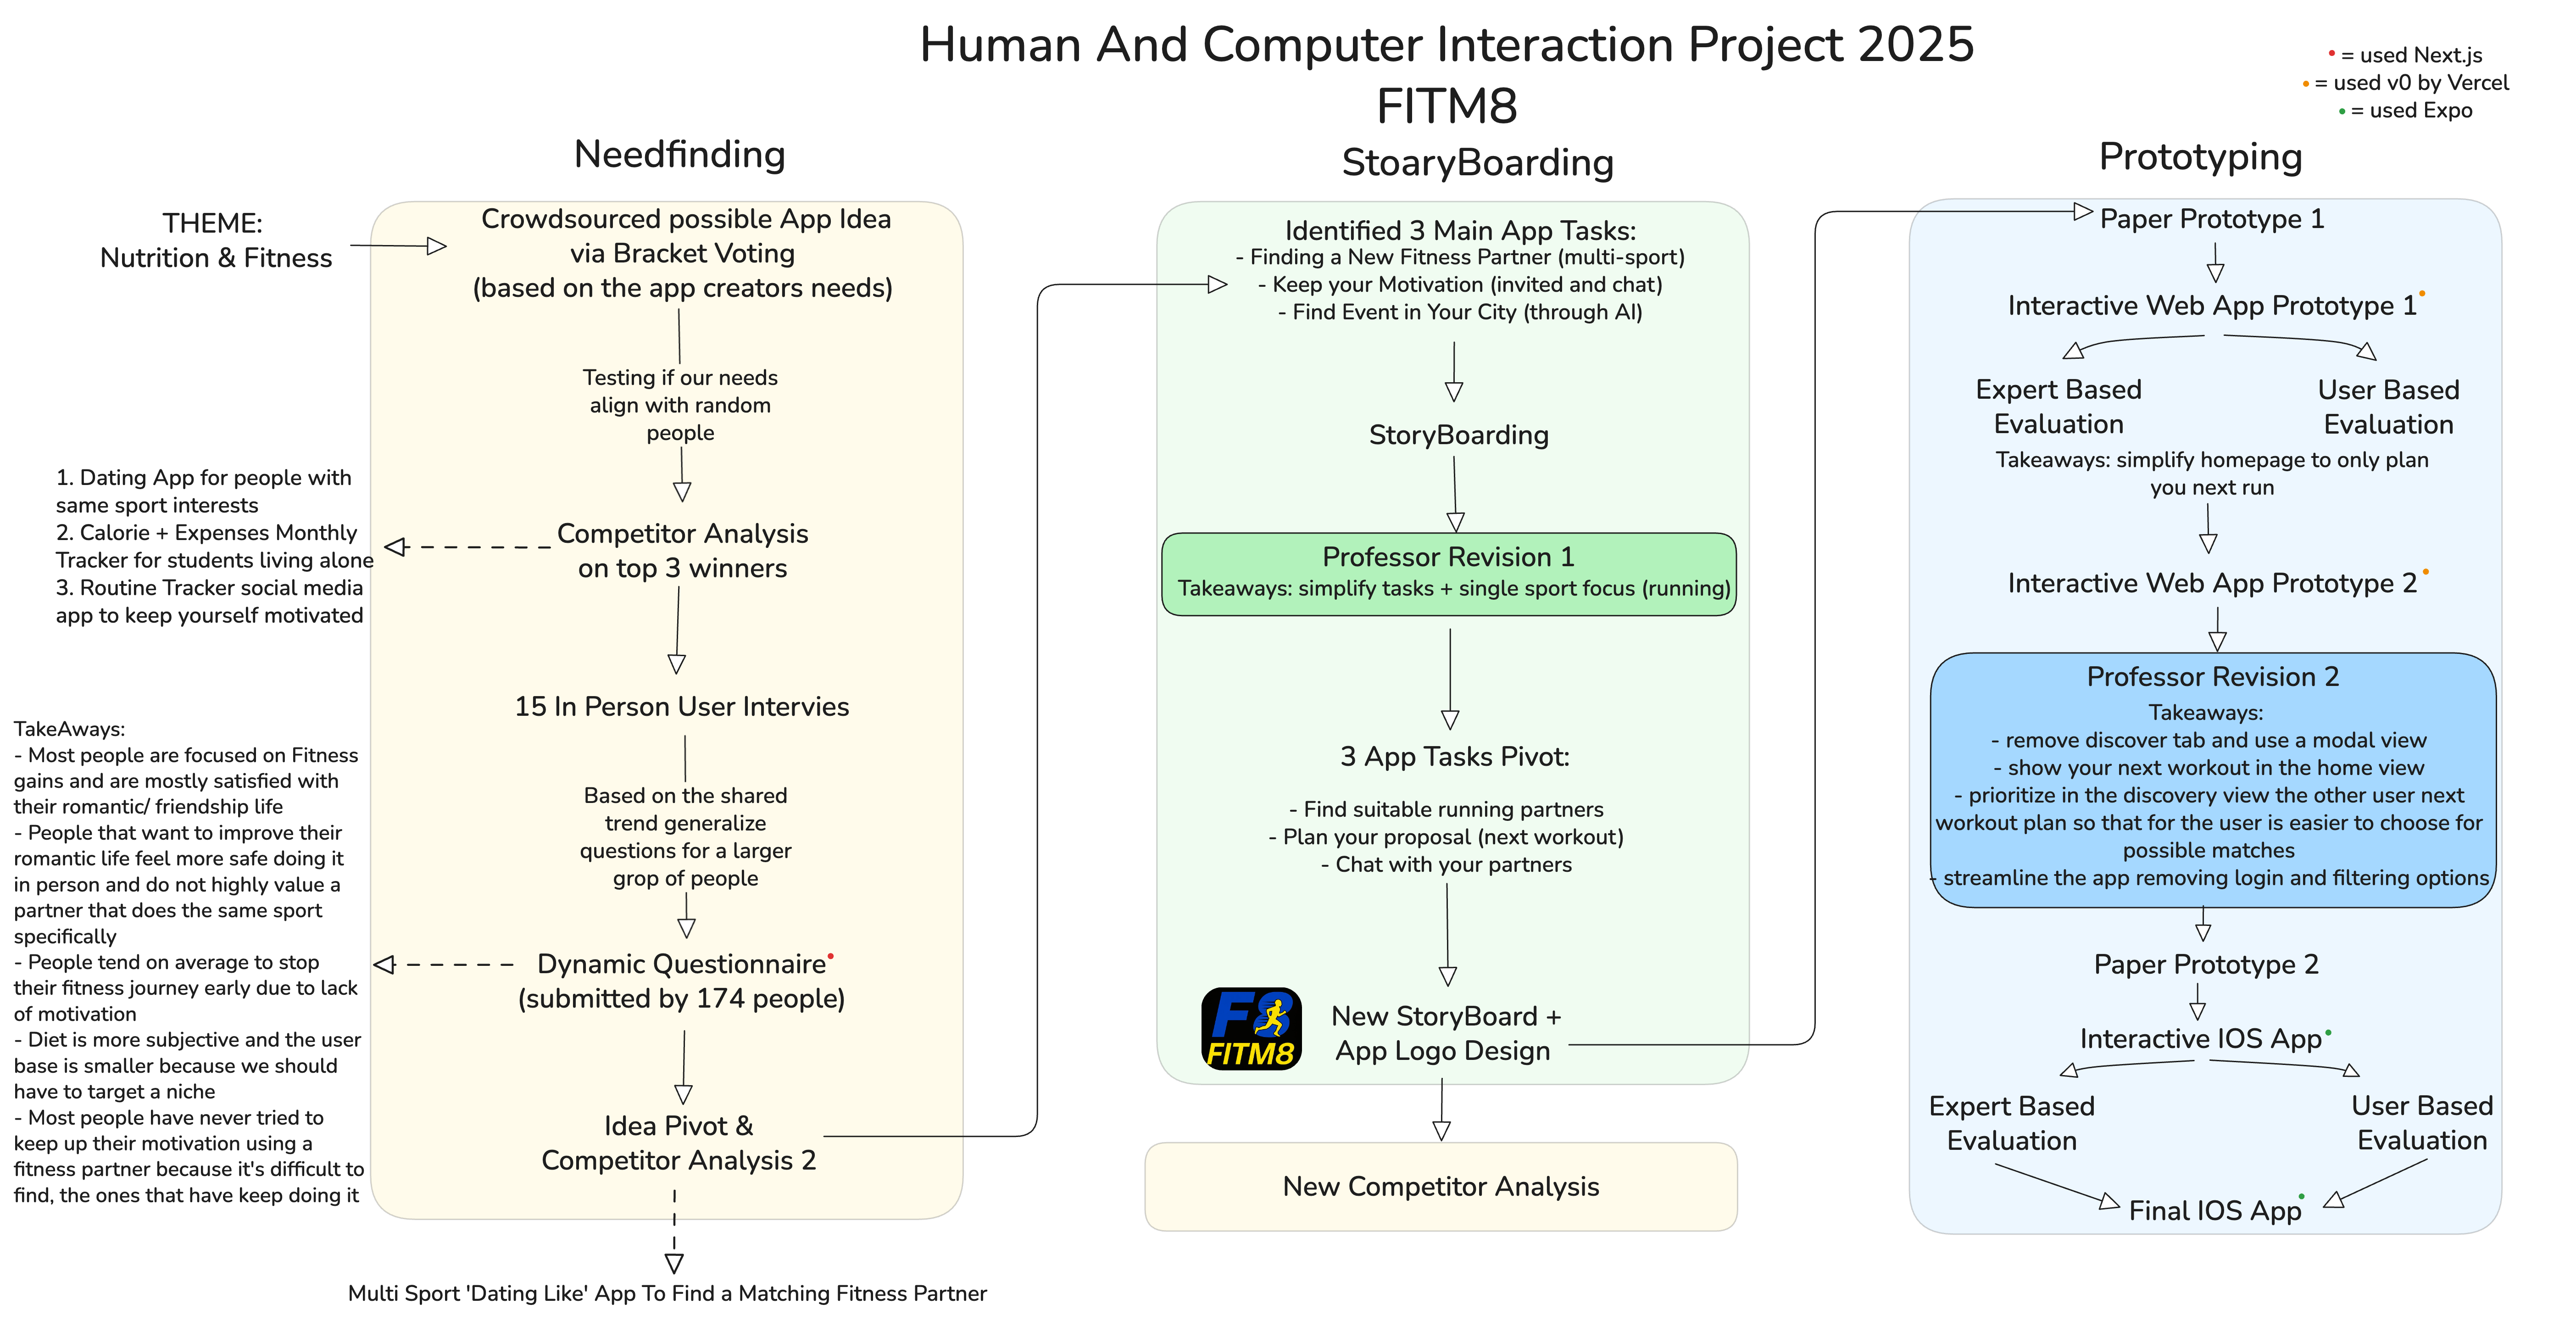 Human And Computer Interaction Project 2025
FITM8
• = used Next.js
• = used v0 by Vercel
• = used Expo
Needfinding
THEME:
Nutrition & Fitness
Crowdsourced possible App Idea
via Bracket Voting
(based on the app creators needs)
Testing if our needs
align with random
people
Competitor Analysis
on top 3 winners
1. Dating App for people with
same sport interests
2. Calorie + Expenses Monthly
Tracker for students living alone
3. Routine Tracker social media
app to keep yourself motivated
15 In Person User Intervies
Based on the shared
trend generalize
questions for a larger
grop of people
Dynamic Questionnaire•
(submitted by 174 people)
TakeAways:
- Most people are focused on Fitness
gains and are mostly satisfied with
their romantic/ friendship life
- People that want to improve their
romantic life feel more safe doing it
in person and do not highly value a
partner that does the same sport
specifically
- People tend on average to stop
their fitness journey early due to lack
of motivation
- Diet is more subjective and the user
base is smaller because we should
have to target a niche
- Most people have never tried to
keep up their motivation using a
fitness partner because it's difficult to
find, the ones that have keep doing it
Idea Pivot &
Competitor Analysis 2
Multi Sport 'Dating Like' App To Find a Matching Fitness Partner
StoaryBoarding
Identified 3 Main App Tasks:
- Finding a New Fitness Partner (multi-sport)
- Keep your Motivation (invited and chat)
- Find Event in Your City (through AI)
StoryBoarding
Professor Revision 1
Takeaways: simplify tasks + single sport focus (running)
3 App Tasks Pivot:
- Find suitable running partners
- Plan your proposal (next workout)
- Chat with your partners
F8
FITM8
New StoryBoard +
App Logo Design
New Competitor Analysis
Prototyping
Paper Prototype 1
Interactive Web App Prototype 1•
Expert Based
Evaluation
User Based
Evaluation
Takeaways: simplify homepage to only plan
you next run
Interactive Web App Prototype 2•
Professor Revision 2
Takeaways:
- remove discover tab and use a modal view
- show your next workout in the home view
- prioritize in the discovery view the other user next
workout plan so that for the user is easier to choose for
possible matches
- streamline the app removing login and filtering options
Paper Prototype 2
Interactive IOS App•
Expert Based
Evaluation
User Based
Evaluation
Final IOS App•